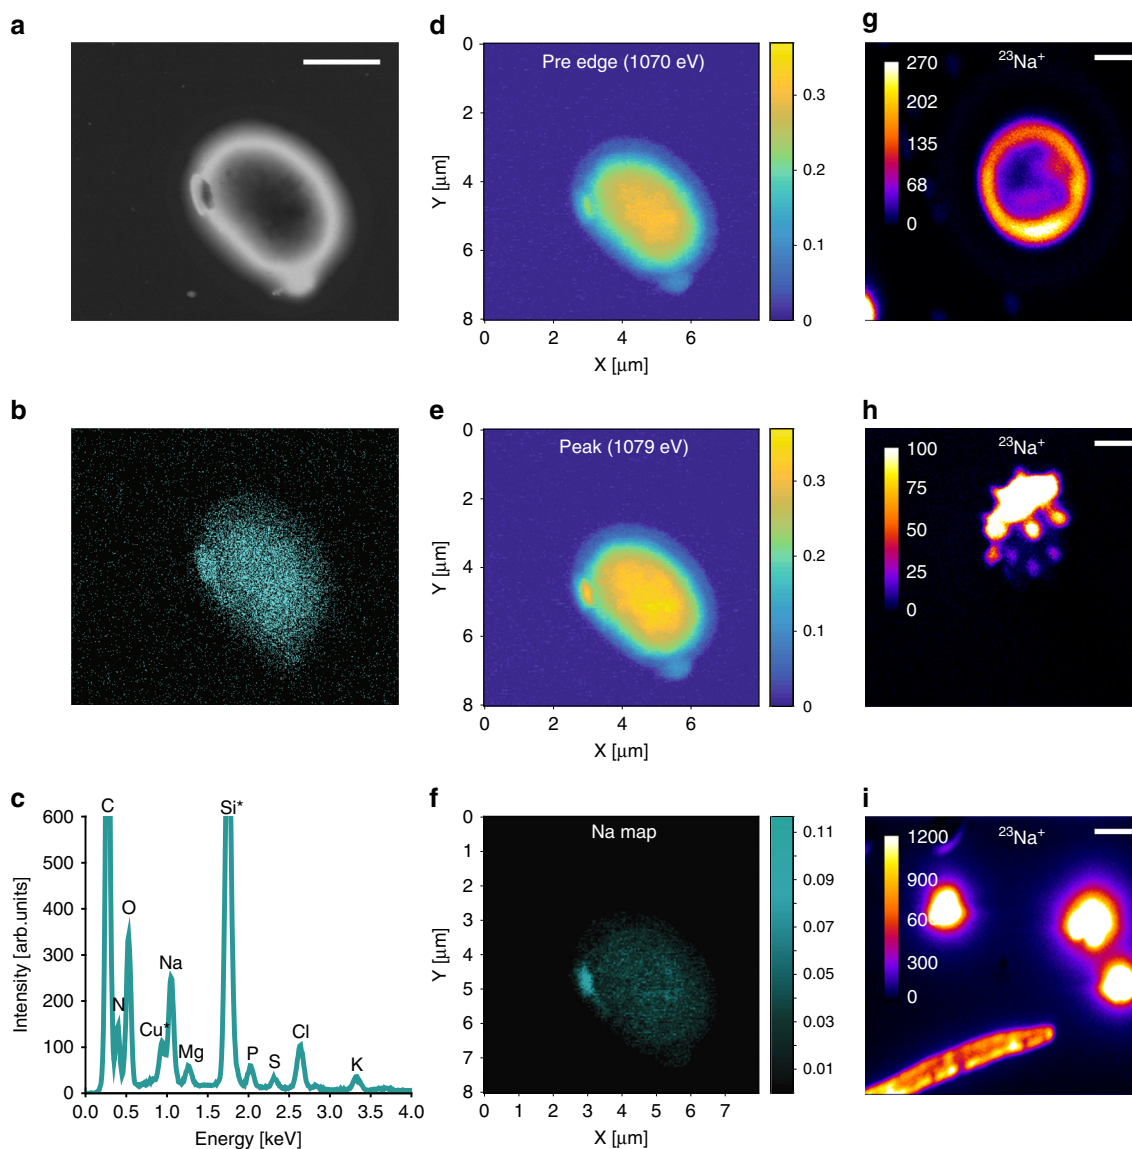 a
b
c
600
500
400
300
200
100
0
Intensity [arb.units]
C
N
O
Cu*
Na
Mg
Si*
P
S
Cl
K
0.0 0.5 1.0 1.5 2.0 2.5 3.0 3.5 4.0
Energy [keV]
d
Pre edge (1070 eV)
0
2
4
6
8
Y [μm]
0 2 4 6
X [μm]
0.3
0.2
0.1
0
e
Peak (1079 eV)
0
2
4
6
8
Y [μm]
0 2 4 6
X [μm]
0.3
0.2
0.1
0
f
Na map
0
1
2
3
4
5
6
7
8
Y [μm]
0 1 2 3 4 5 6 7
X [μm]
0.11
0.09
0.07
0.05
0.03
0.01
g
²³Na⁺
270
202
135
68
0
h
²³Na⁺
100
75
50
25
0
i
²³Na⁺
1200
900
600
300
0